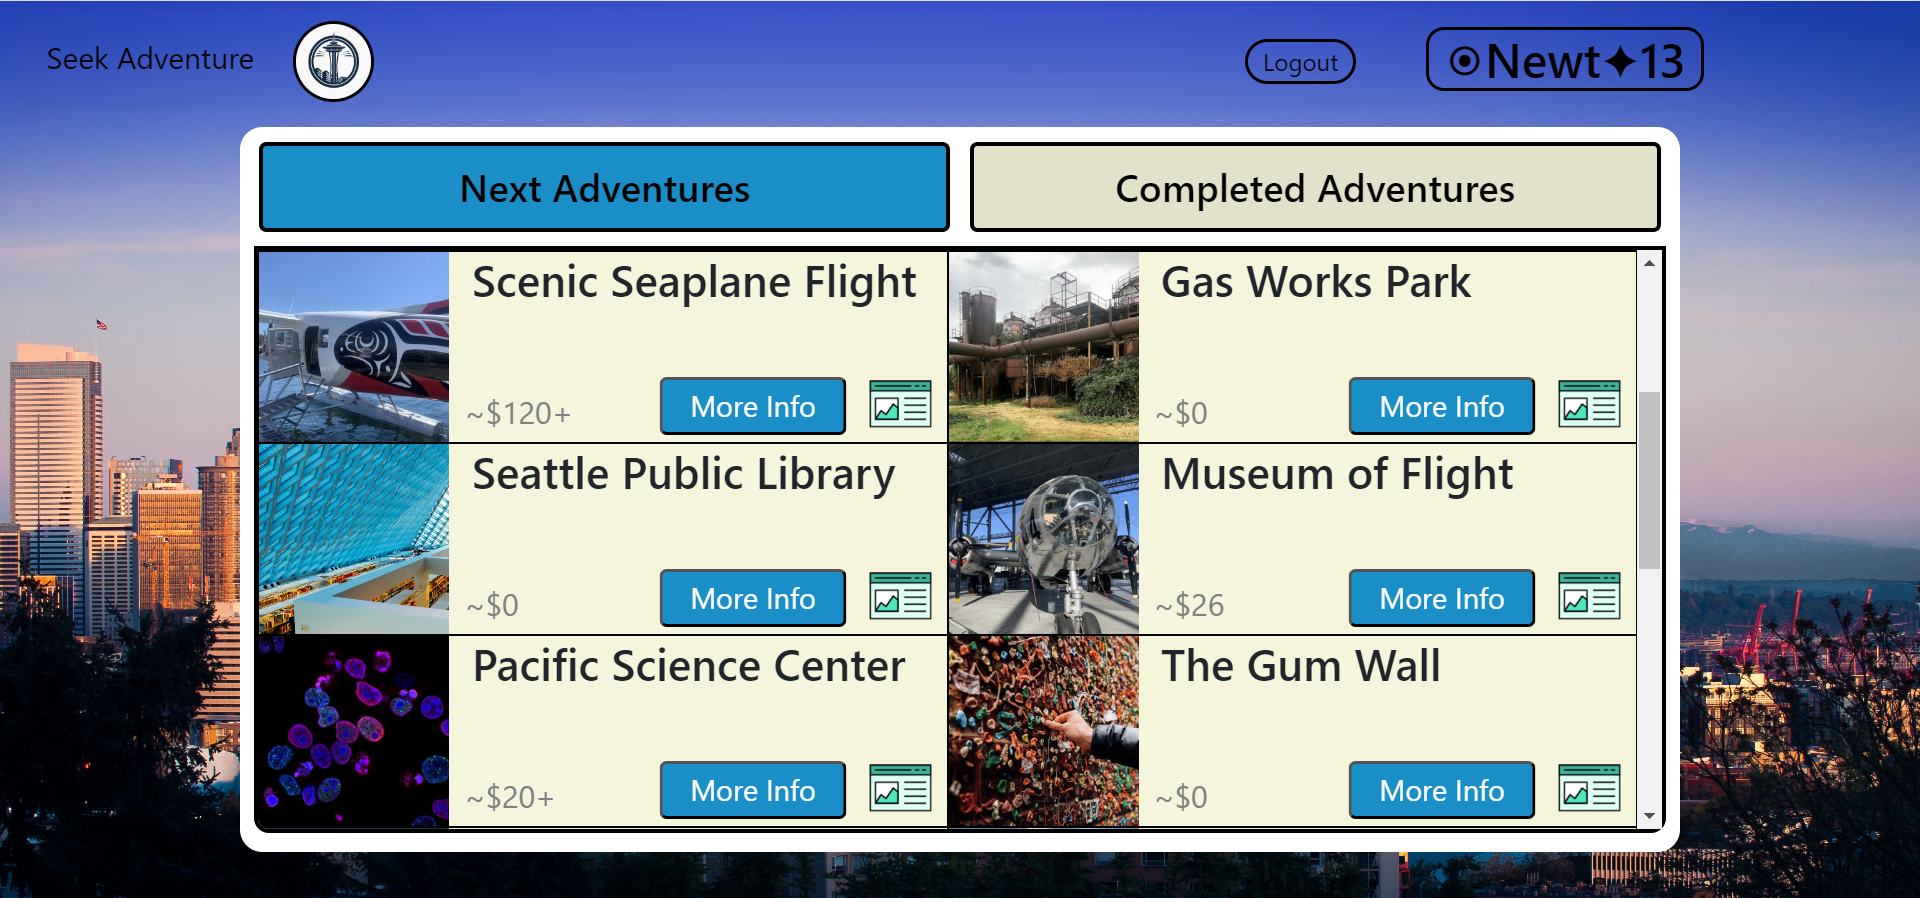 Seek Adventure
Logout
Newt✦13
Next Adventures
Completed Adventures
Scenic Seaplane Flight
~$120+
More Info
Gas Works Park
~$0
More Info
Seattle Public Library
~$0
More Info
Museum of Flight
~$26
More Info
Pacific Science Center
~$20+
More Info
The Gum Wall
~$0
More Info